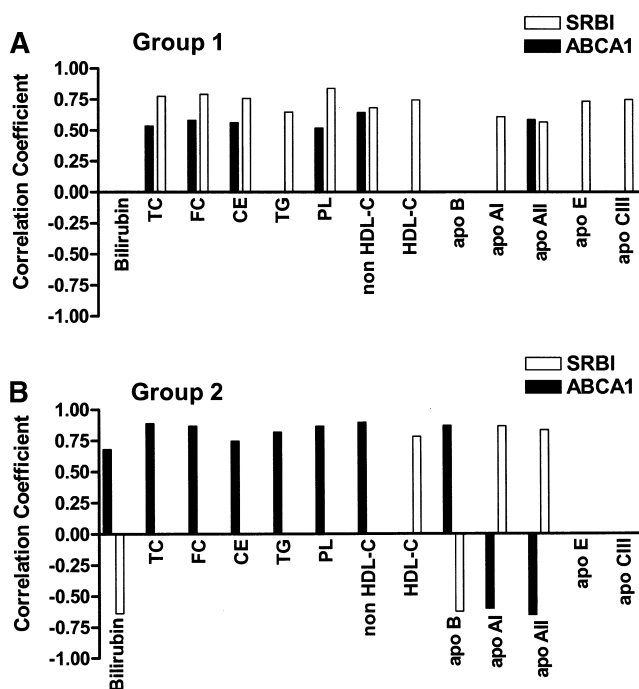 A
Group 1
SRBI
ABCA1
Correlation Coefficient
1.00
0.75
0.50
0.25
0.00
-0.25
-0.50
-0.75
-1.00
Bilirubin
TC
FC
CE
TG
PL
non HDL-C
HDL-C
apo B
apo AI
apo AII
apo E
apo CIII
B
Group 2
SRBI
ABCA1
Correlation Coefficient
1.00
0.75
0.50
0.25
0.00
-0.25
-0.50
-0.75
-1.00
Bilirubin
TC
FC
CE
TG
PL
non HDL-C
HDL-C
apo B
apo AI
apo AII
apo E
apo CIII